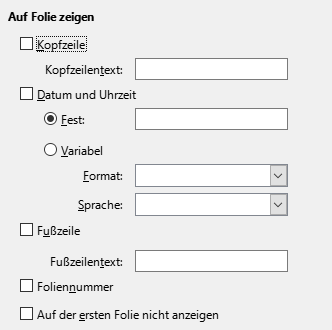 Auf Folie zeigen
Kopfzeile
Kopfzeilentext:
Datum und Uhrzeit
Fest:
Variabel
Format:
Sprache:
Fußzeile
Fußzeilentext:
Foliennummer
Auf der ersten Folie nicht anzeigen